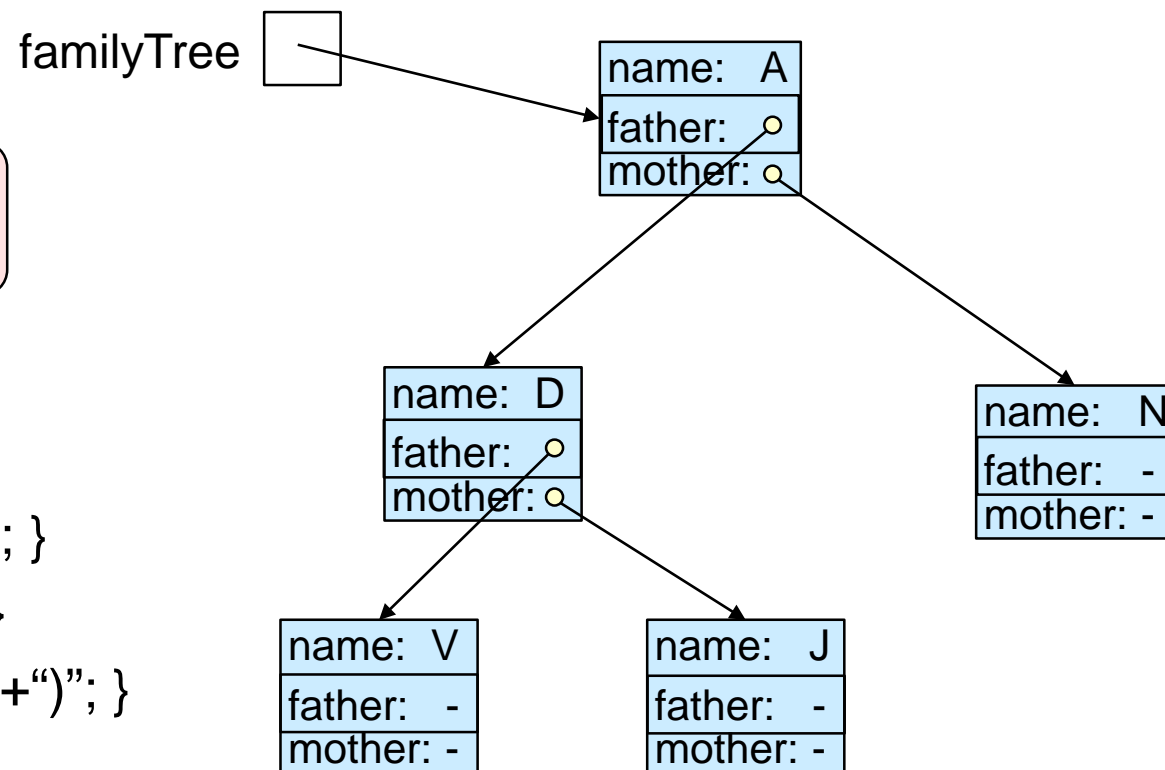 familyTree
name: A
father:
mother:
name: D
father:
mother:
name: N
father: -
mother: -
; }
+“)”; }
name: V
father: -
mother: -
name: J
father: -
mother: -